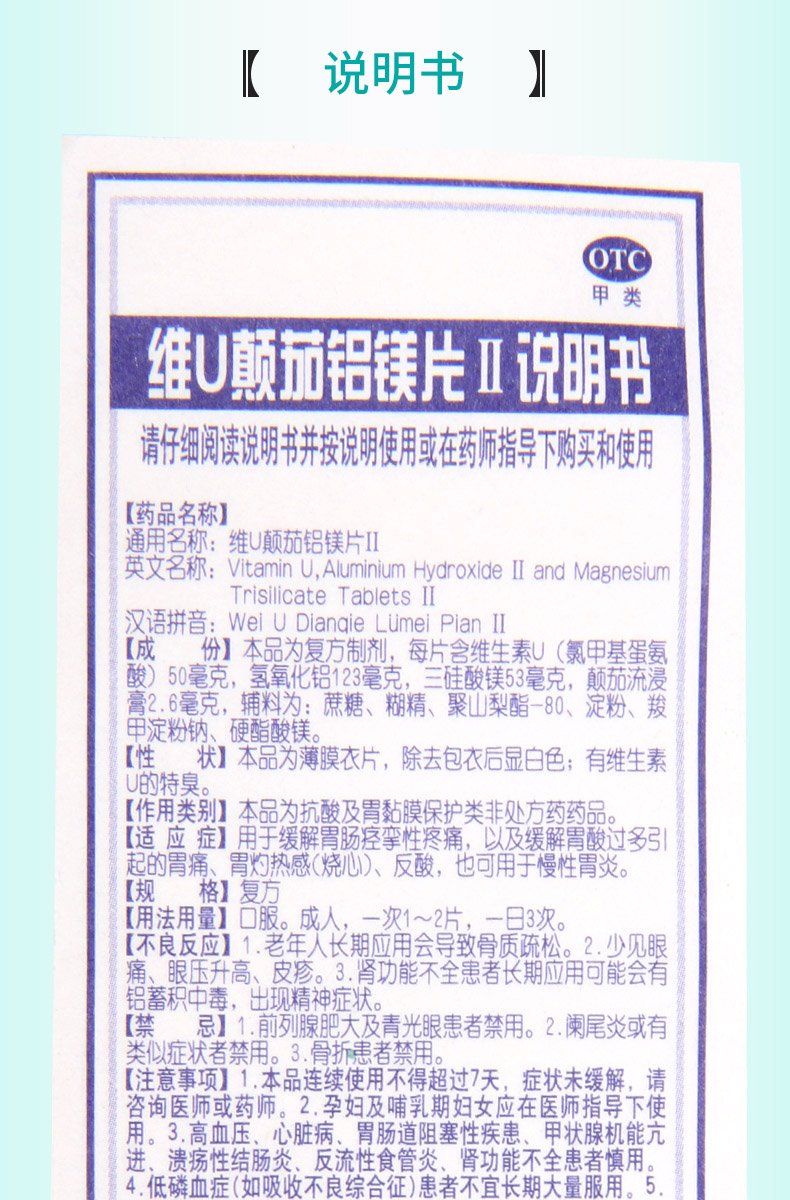 【 说明书 】
OTC
甲类
维U颠茄铝镁片Ⅱ说明书
请仔细阅读说明书并按说明使用或在药师指导下购买和使用
【药品名称】
通用名称：维U颠茄铝镁片Ⅱ
英文名称：Vitamin U,Aluminium Hydroxide Ⅱ and Magnesium
Trisilicate Tablets Ⅱ
汉语拼音：Wei U Dianqie Lümei Pian Ⅱ
【成　份】本品为复方制剂，每片含维生素U（氯甲基蛋氨
酸）50毫克，氢氧化铝123毫克，三硅酸镁53毫克，颠茄流浸
膏2.6毫克，辅料为：蔗糖、糊精、聚山梨酯-80、淀粉、羧
甲淀粉钠、硬酯酸镁。
【性　状】本品为薄膜衣片，除去包衣后显白色；有维生素
U的特臭。
【作用类别】本品为抗酸及胃黏膜保护类非处方药药品。
【适应症】用于缓解胃肠痉挛性疼痛，以及缓解胃酸过多引
起的胃痛、胃灼热感(烧心)、反酸，也可用于慢性胃炎。
【规　格】复方
【用法用量】口服。成人，一次1～2片，一日3次。
【不良反应】1.老年人长期应用会导致骨质疏松。2.少见眼
痛、眼压升高、皮疹。3.肾功能不全患者长期应用可能会有
铝蓄积中毒，出现精神症状。
【禁　忌】1.前列腺肥大及青光眼患者禁用。2.阑尾炎或有
类似症状者禁用。3.骨折患者禁用。
【注意事项】1.本品连续使用不得超过7天，症状未缓解，请
咨询医师或药师。2.孕妇及哺乳期妇女应在医师指导下使
用。3.高血压、心脏病、胃肠道阻塞性疾患、甲状腺机能亢
进、溃疡性结肠炎、反流性食管炎、肾功能不全患者慎用。
4.低磷血症(如吸收不良综合征)患者不宜长期大量服用。5.